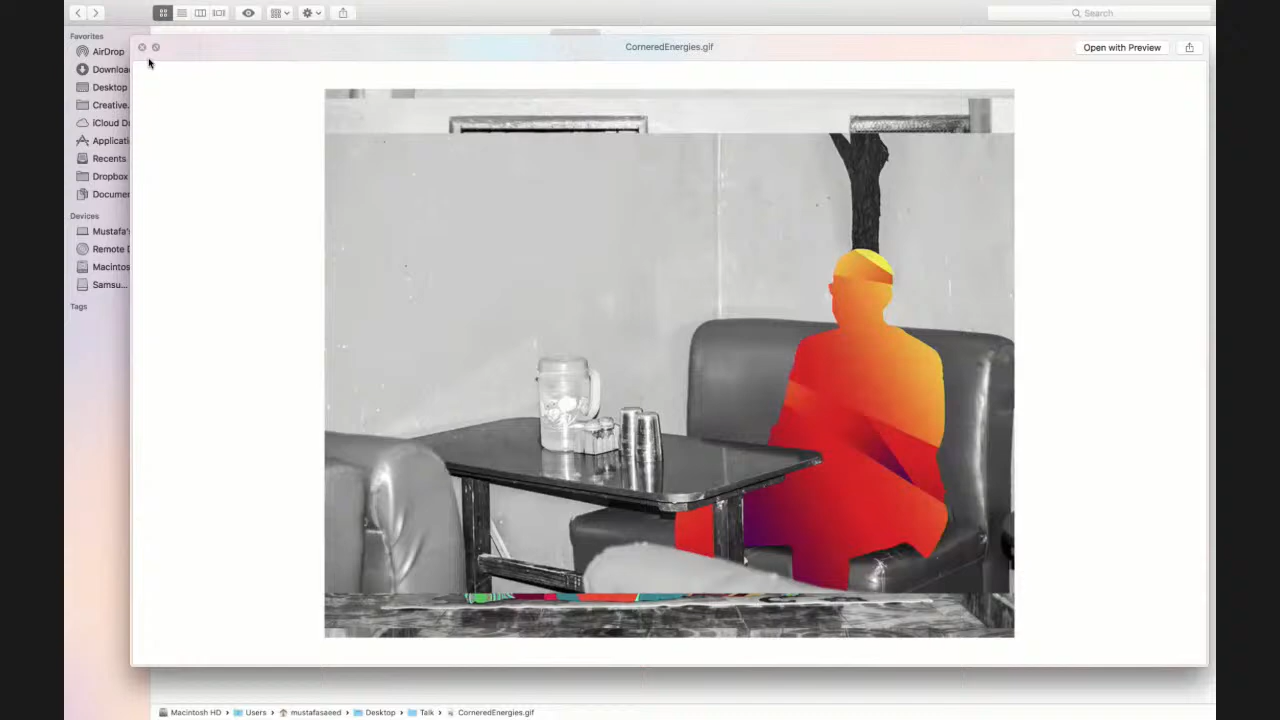 Search
Favorites
CorneredEnergies.gif
Open with Preview
AirDrop
Downloa
Desktop
Creative.
iCloud D
Applicati
Recents
Dropbox
Documen
Devices
Mustafa's
Remote D
Macintos
Samsu...
Tags
Macintosh HD › Users › mustafasaeed › Desktop › Talk › CorneredEnergies.gif